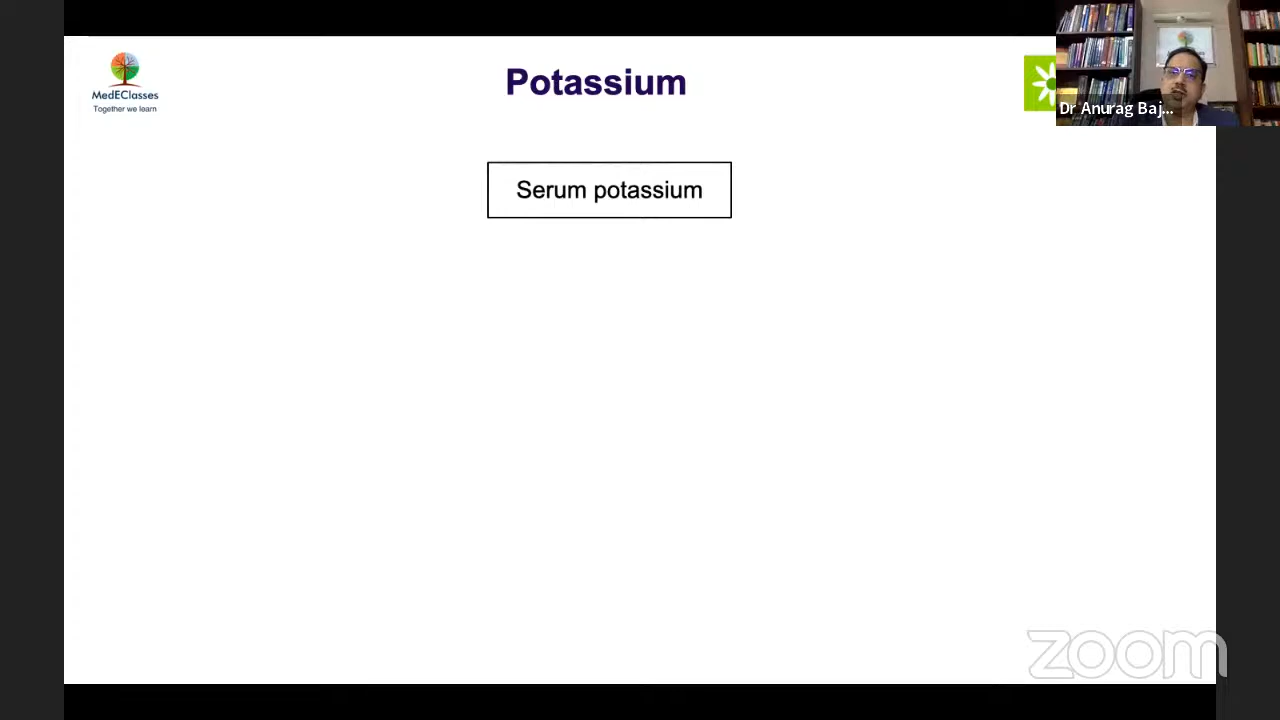 MedEClasses
Together we learn
Potassium
Dr Anurag Baj...
Serum potassium
zoom